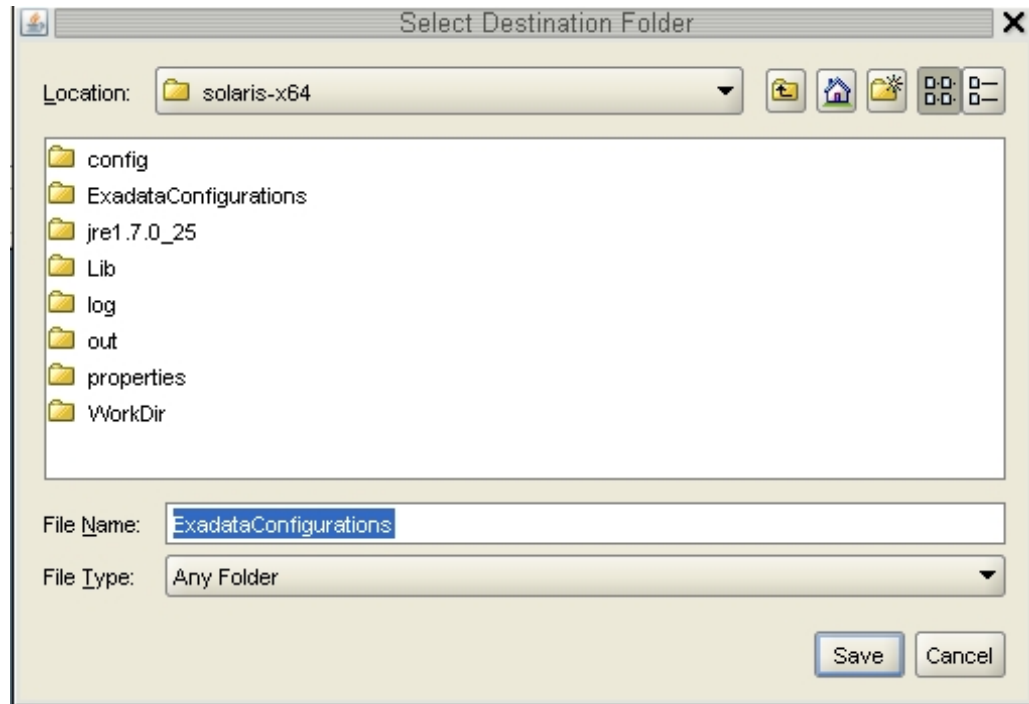 Select Destination Folder
Location: solaris-x64
config
ExadataConfigurations
jre1.7.0_25
Lib
log
out
properties
WorkDir
File Name: ExadataConfigurations
File Type: Any Folder
Save Cancel